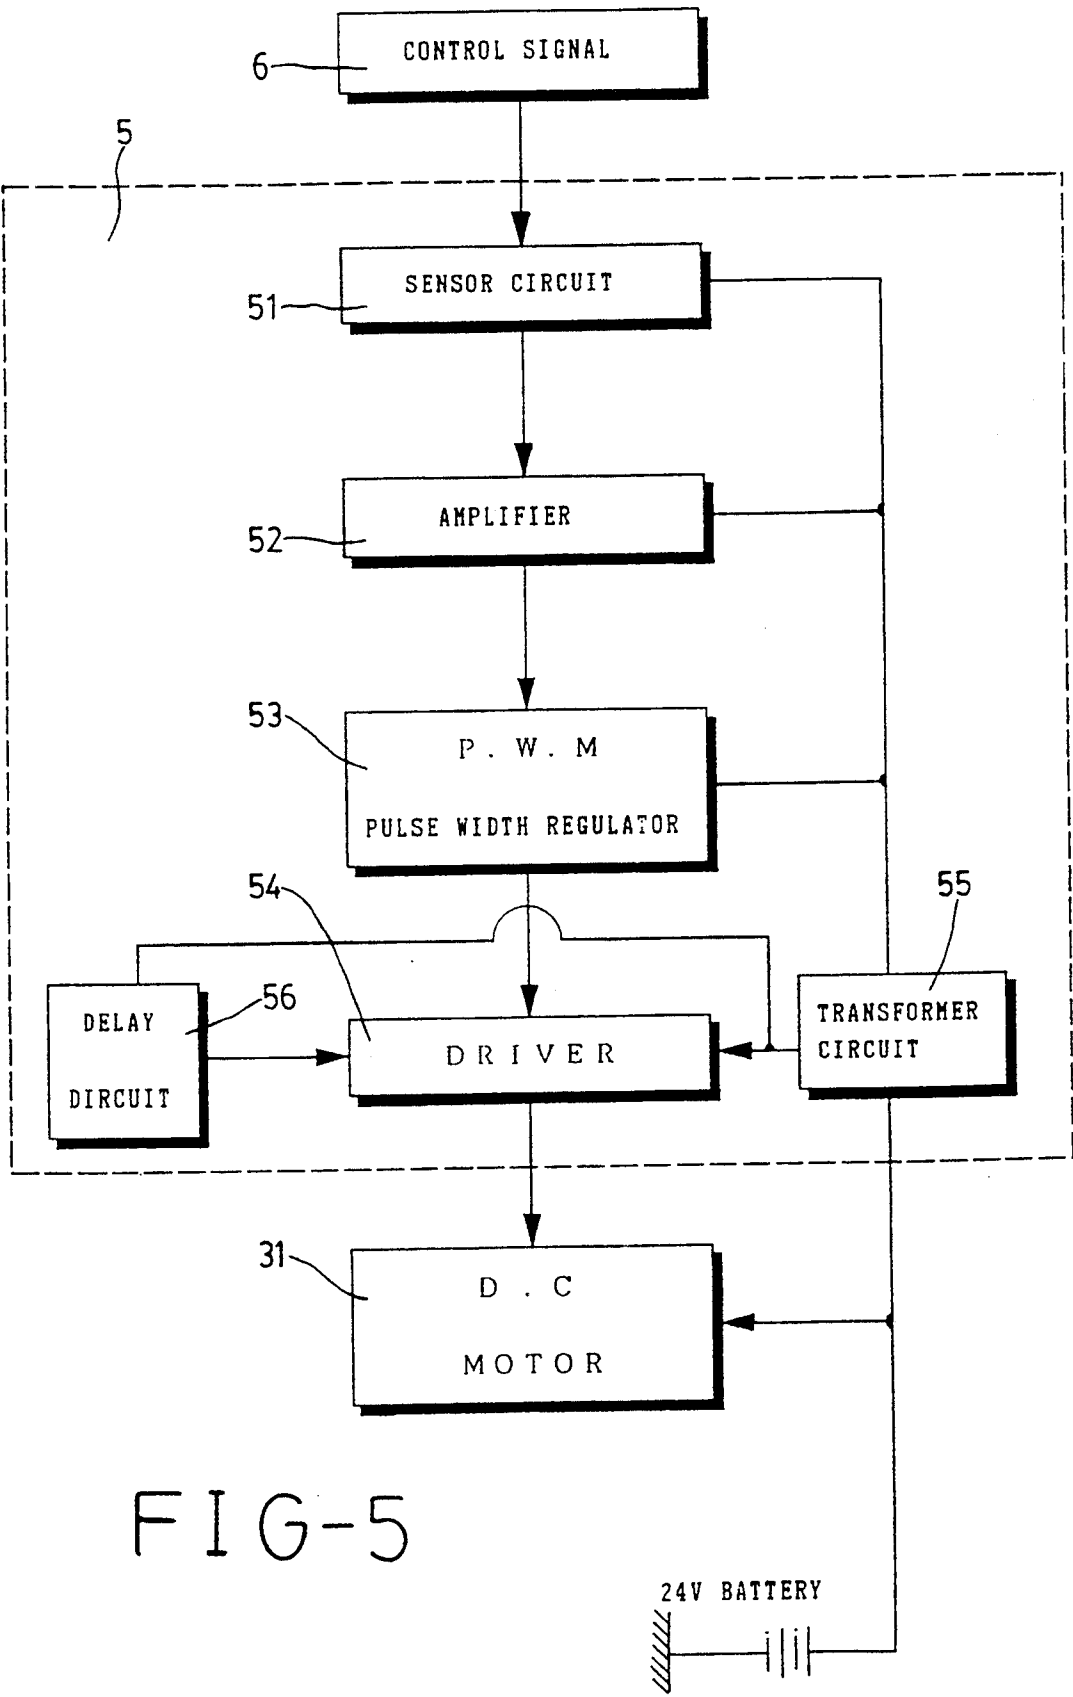 CONTROL SIGNAL
6
5
SENSOR CIRCUIT
51
AMPLIFIER
52
53
P.W.M
PULSE WIDTH REGULATOR
54
55
56
DELAY
DIRCUIT
DRIVER
TRANSFORMER
CIRCUIT
31
D.C
MOTOR
FIG-5
24V BATTERY